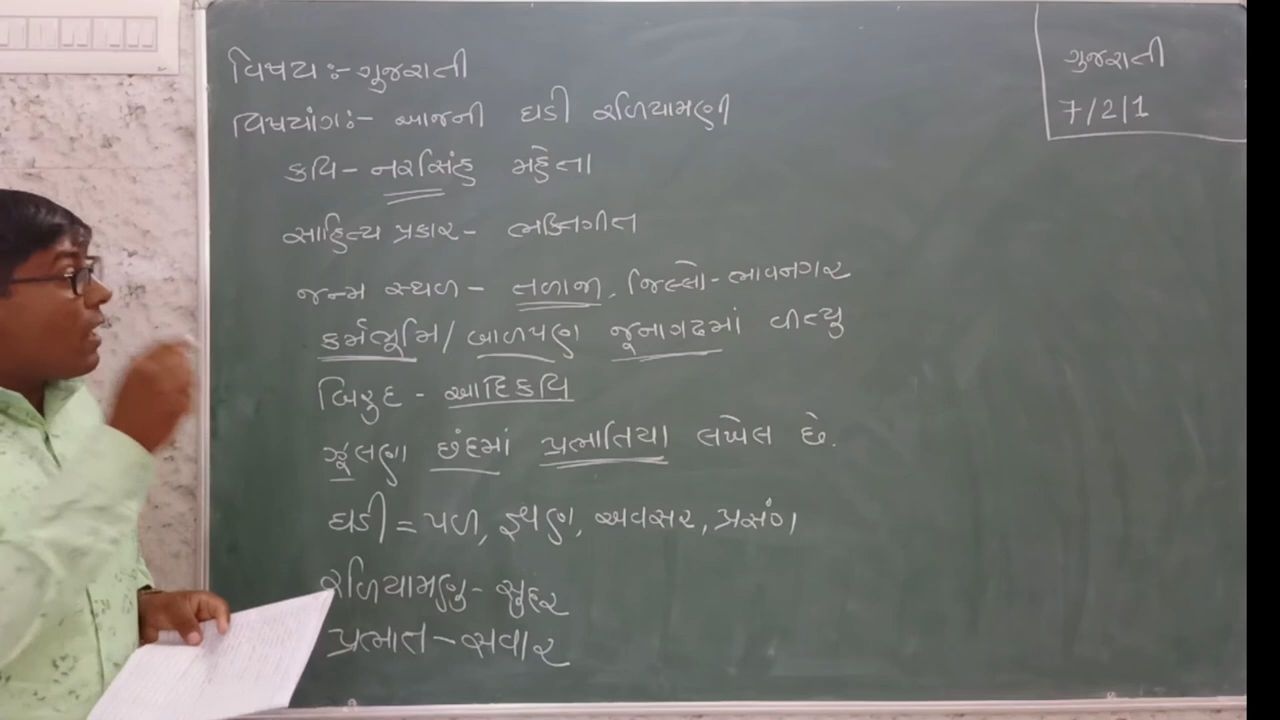 વિષય :- ગુજરાતી
વિષયાંગ :- આજની ઘડી રળિયામણી
કવિ - નરસિંહ મહેતા
સાહિત્ય પ્રકાર - ભક્તિગીત
જન્મ સ્થળ - તળાજા, જિલ્લો - ભાવનગર
કર્મભૂમિ / બાળપણ જૂનાગઢમાં વીત્યુ
બિરુદ - આદિકવિ
ઝૂલણા છંદમાં પ્રભાતિયા લખેલ છે.
ઘડી = પળ, ક્ષણ, અવસર, પ્રસંગ
રળિયામણુ - સુદર
પ્રભાત - સવાર
ગુજરાતી
7/2/1